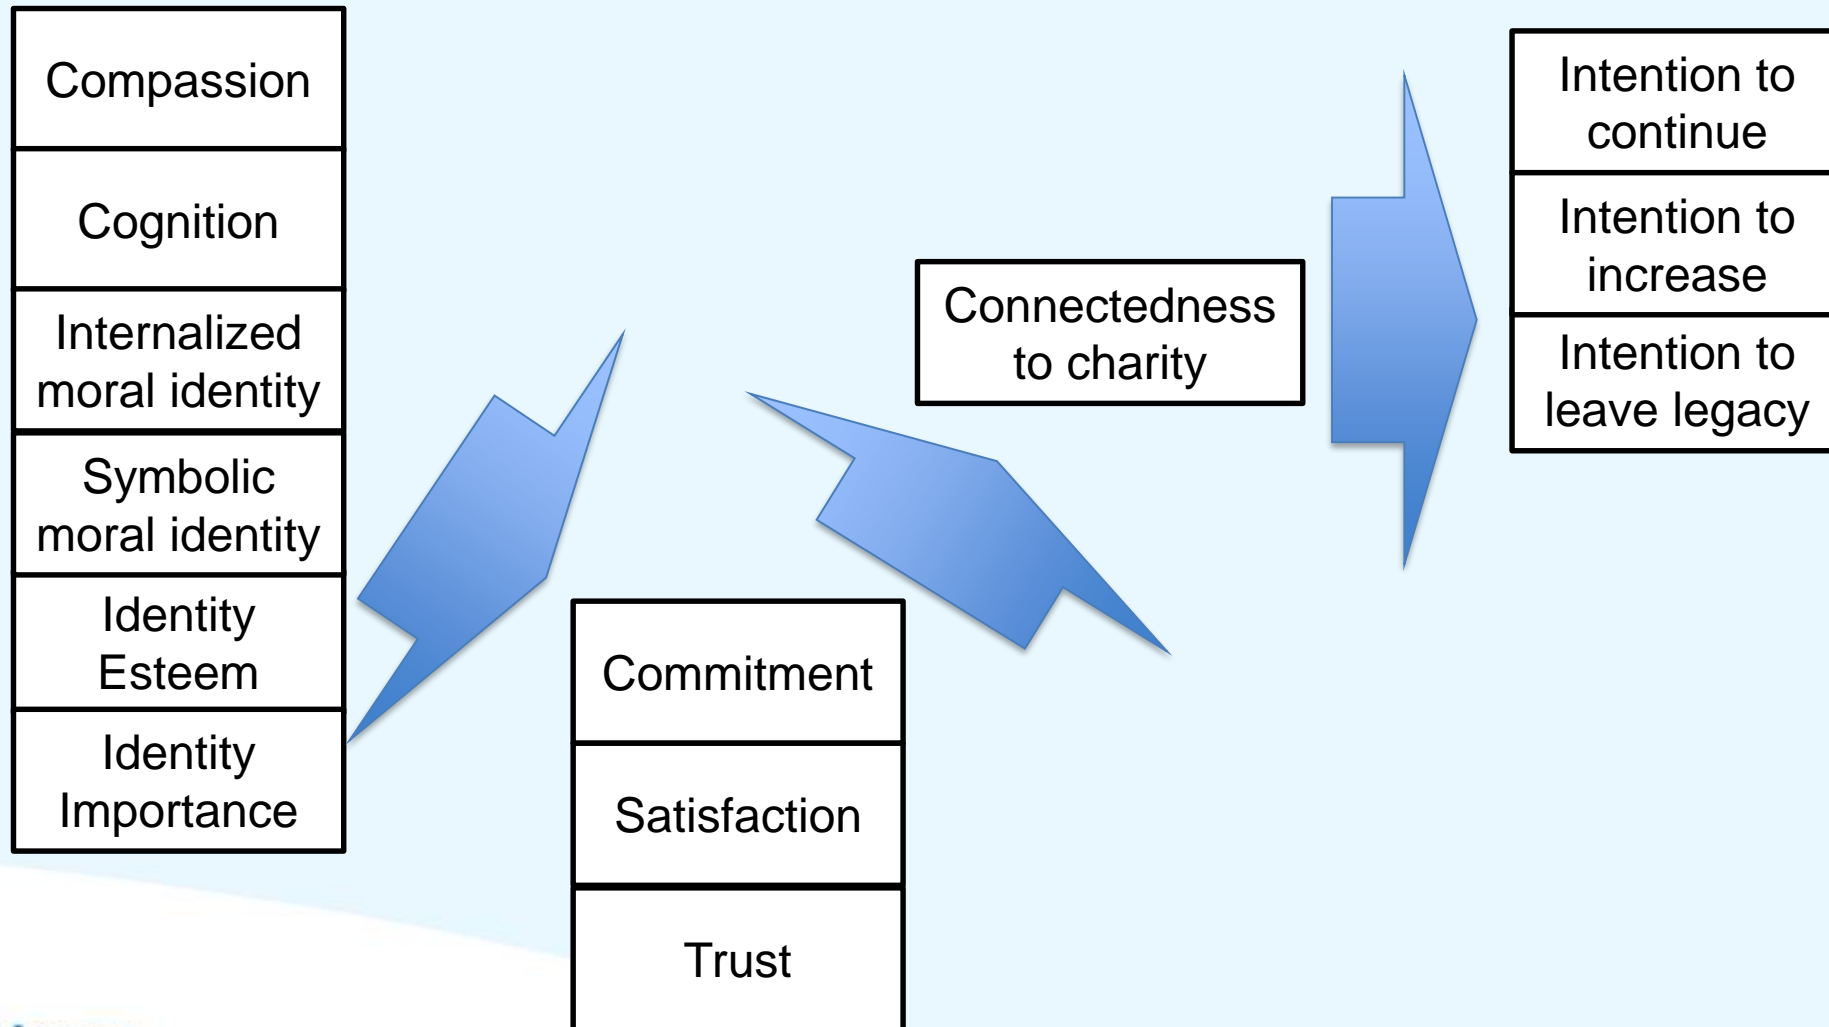 Compassion
Cognition
Internalized
moral identity
Symbolic
moral identity
Identity
Esteem
Identity
Importance
Commitment
Satisfaction
Trust
Connectedness
to charity
Intention to
continue
Intention to
increase
Intention to
leave legacy